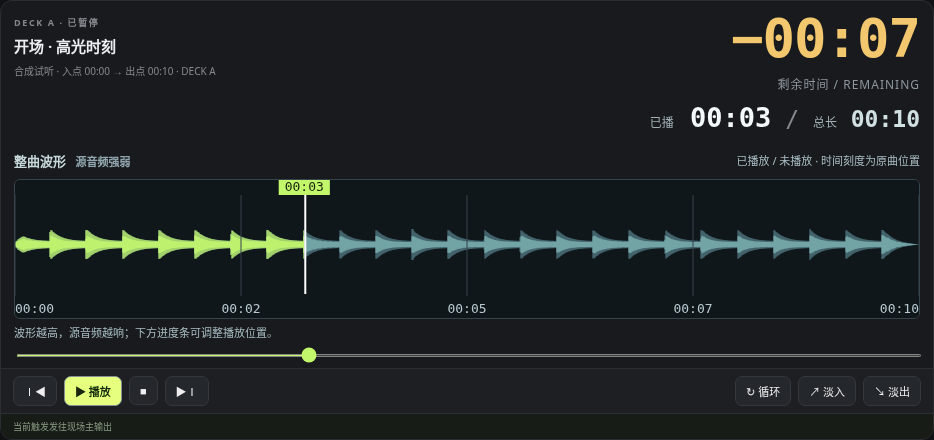 DECK A · 已暂停
开场 · 高光时刻
合成试听 · 入点 00:00 → 出点 00:10 · DECK A
−00:07
剩余时间 / REMAINING
已播 00:03 / 总长 00:10
整曲波形 源音频强弱
已播放 / 未播放 · 时间刻度为原曲位置
00:03
00:00 00:02 00:05 00:07 00:10
波形越高，源音频越响；下方进度条可调整播放位置。
I◀ ▶ 播放 ■ ▶I ↻ 循环 ↗ 淡入 ↘ 淡出
当前触发发往现场主输出